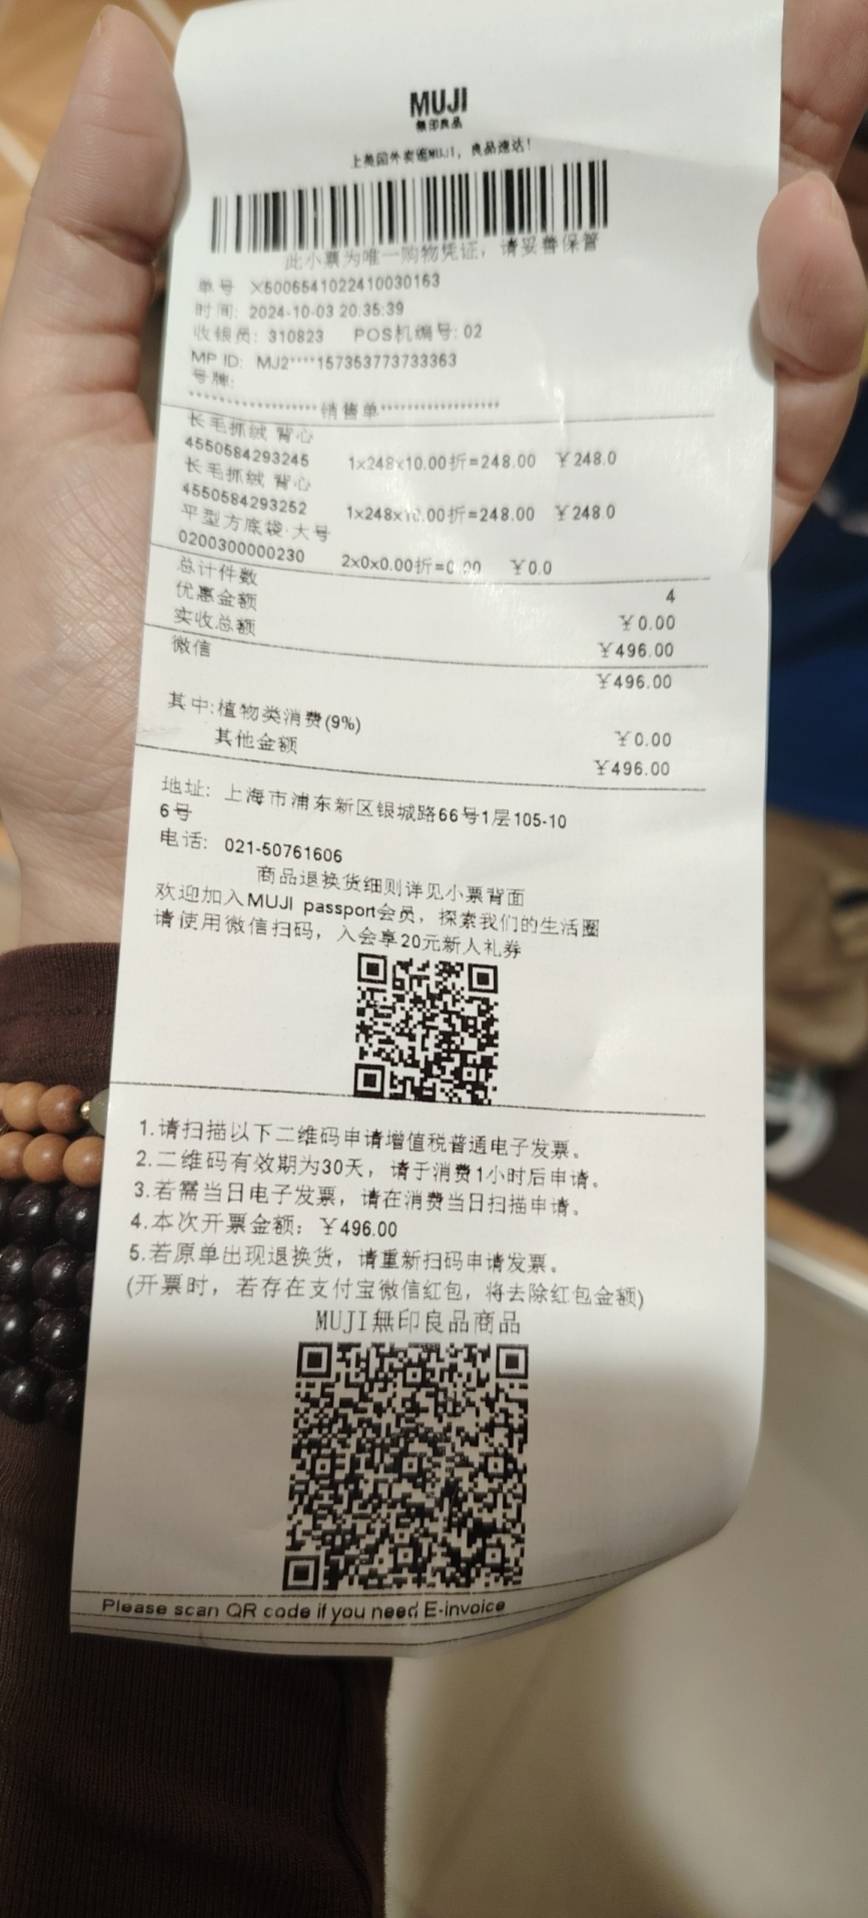 MUJI
無印良品
上美团外卖逛MUJI，良品速达！
此小票为唯一购物凭证，请妥善保管
单号 X5006541022410030163
时间: 2024-10-03 20:35:39
收银员: 310823 POS机编号: 02
MP ID: MJ2****157353773733363
号牌:
******************销售单******************
长毛抓绒 背心
4550584293245 1x248x10.00折=248.00 ￥248.0
长毛抓绒 背心
4550584293252 1x248x10.00折=248.00 ￥248.0
平型方底袋·大号
0200300000230 2x0x0.00折=0.00 ￥0.0
总计件数 4
优惠金额 ￥0.00
实收总额 ￥496.00
微信 ￥496.00
其中:植物类消费(9%) ￥0.00
其他金额 ￥496.00
地址: 上海市浦东新区银城路66号1层105-10
6号
电话: 021-50761606
商品退换货细则详见小票背面
欢迎加入MUJI passport会员，探索我们的生活圈
请使用微信扫码，入会享20元新人礼券
1.请扫描以下二维码申请增值税普通电子发票。
2.二维码有效期为30天，请于消费1小时后申请。
3.若需当日电子发票，请在消费当日扫描申请。
4.本次开票金额：￥496.00
5.若原单出现退换货，请重新扫码申请发票。
(开票时，若存在支付宝微信红包，将去除红包金额)
MUJI無印良品商品
Please scan QR code if you need E-invoice